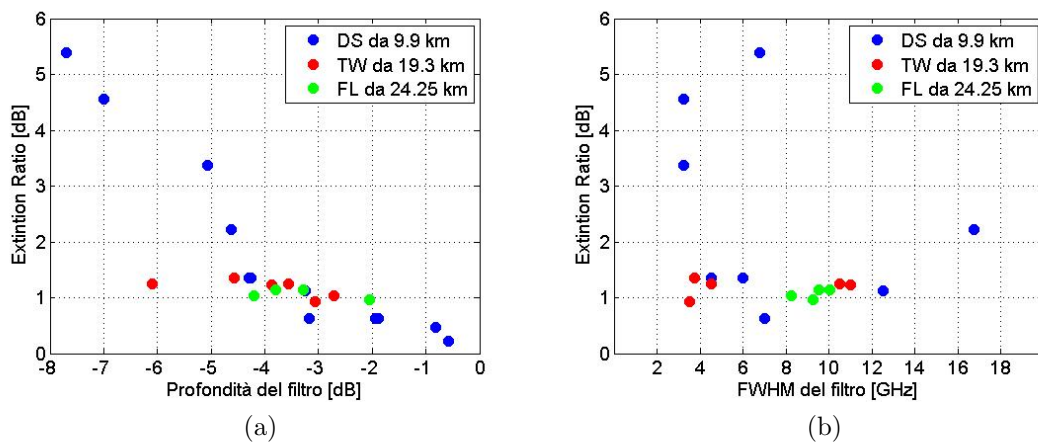 6
5
4
3
2
1
0
Extintion Ratio [dB]
DS da 9.9 km
TW da 19.3 km
FL da 24.25 km
-8 -7 -6 -5 -4 -3 -2 -1 0
Profondità del filtro [dB]
(a)
6
5
4
3
2
1
0
Extintion Ratio [dB]
DS da 9.9 km
TW da 19.3 km
FL da 24.25 km
2 4 6 8 10 12 14 16 18
FWHM del filtro [GHz]
(b)